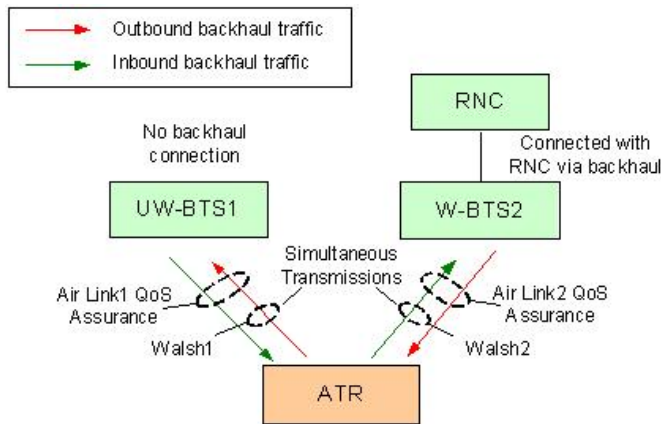 Outbound backhaul traffic
Inbound backhaul traffic
RNC
No backhaul
connection
Connected with
RNC via backhaul
UW-BTS1
W-BTS2
Simultaneous
Transmissions
Air Link1 QoS
Assurance
Air Link2 QoS
Assurance
Walsh1
Walsh2
ATR